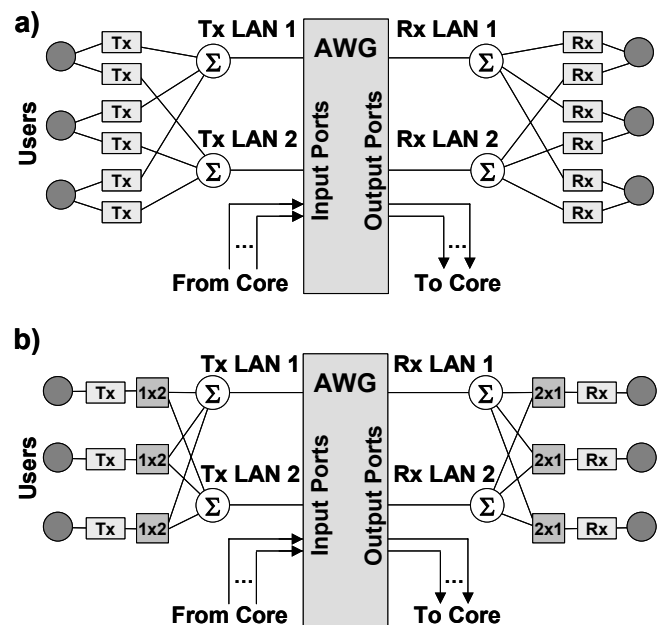 a)
Tx LAN 1
AWG
Rx LAN 1
Tx
Σ
Σ
Rx
Tx
Rx
Users
Tx
Rx
Tx LAN 2
Rx LAN 2
Tx
Σ
Input Ports
Output Ports
Σ
Rx
Tx
Rx
Tx
Rx
...
...
From Core
To Core
b)
Tx LAN 1
AWG
Rx LAN 1
Tx
1x2
Σ
Σ
2x1
Rx
Users
Tx
1x2
2x1
Rx
Tx LAN 2
Rx LAN 2
Tx
1x2
Σ
Input Ports
Output Ports
Σ
2x1
Rx
...
...
From Core
To Core